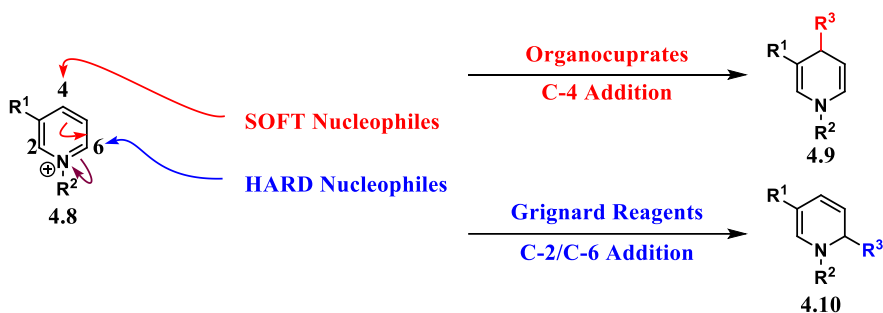 4
R¹
2
6
N
⊕
R²
4.8
SOFT Nucleophiles
HARD Nucleophiles
Organocuprates
C-4 Addition
Grignard Reagents
C-2/C-6 Addition
R³
R¹
N
R²
4.9
R¹
N
R³
R²
4.10